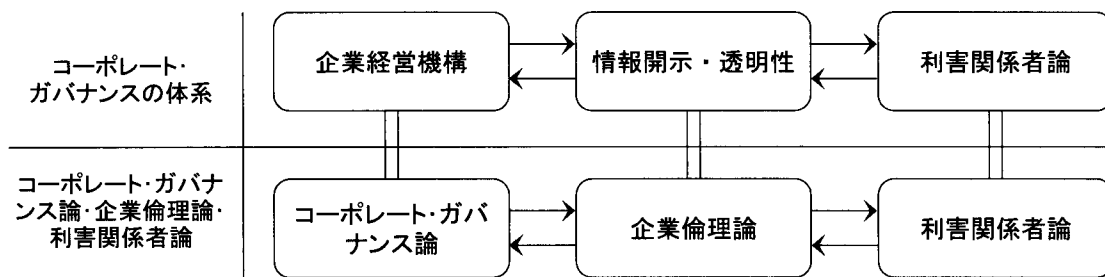 コーポレート·
ガバナンスの体系
企業経営機構
情報開示・透明性
利害関係者論
コーポレート·ガバナ
ンス論·企業倫理論·
利害関係者論
コーポレート·ガバ
ナンス論
企業倫理論
利害関係者論